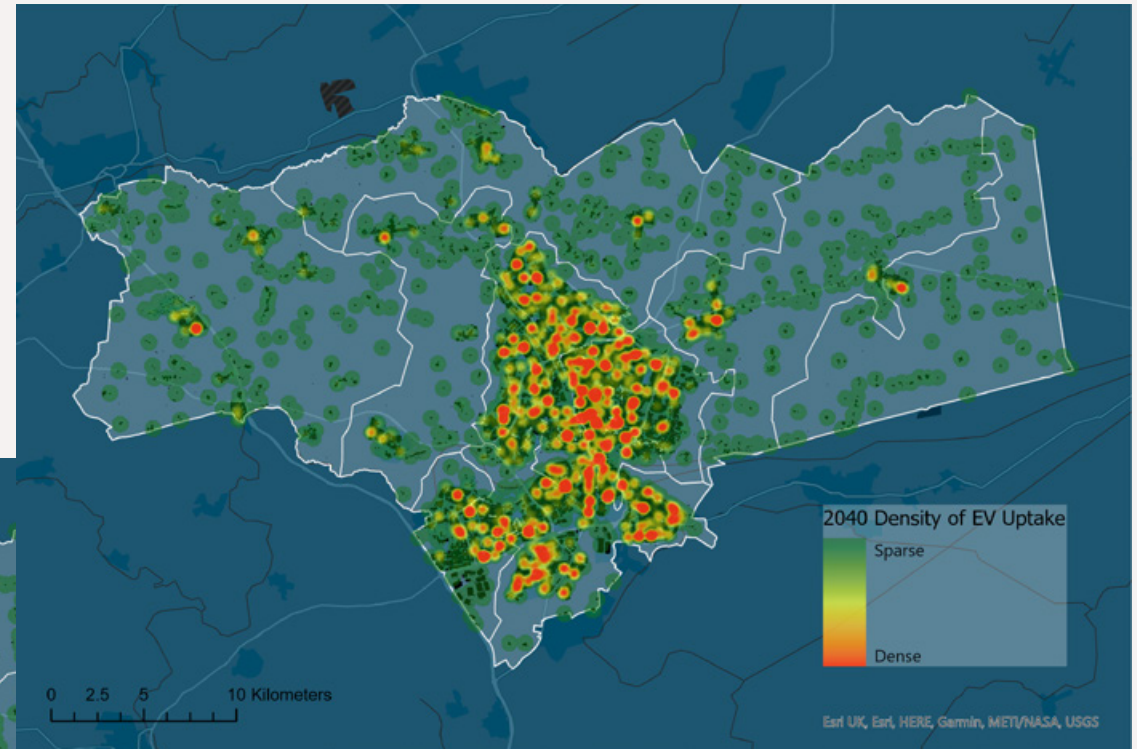 2040 Density of EV Uptake
Sparse
Dense
0 2.5 5 10 Kilometers
Esri UK, Esri, HERE, Garmin, METI/NASA, USGS